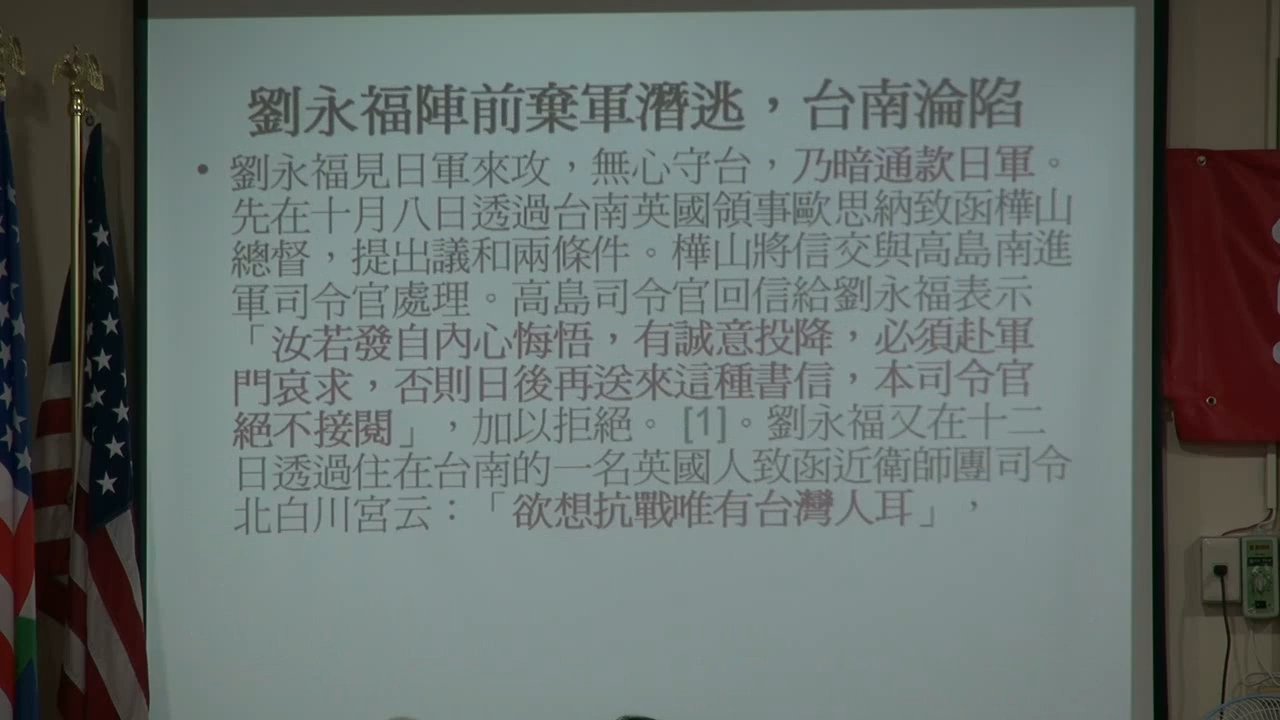 劉永福陣前棄軍潛逃，台南淪陷
• 劉永福見日軍來攻，無心守台，乃暗通款日軍。
先在十月八日透過台南英國領事歐思納致函樺山
總督，提出議和兩條件。樺山將信交與高島南進
軍司令官處理。高島司令官回信給劉永福表示
「汝若發自內心悔悟，有誠意投降，必須赴軍
門哀求，否則日後再送來這種書信，本司令官
絕不接閱」，加以拒絕。[1]。劉永福又在十二
日透過住在台南的一名英國人致函近衛師團司令
北白川宮云：「欲想抗戰唯有台灣人耳」，